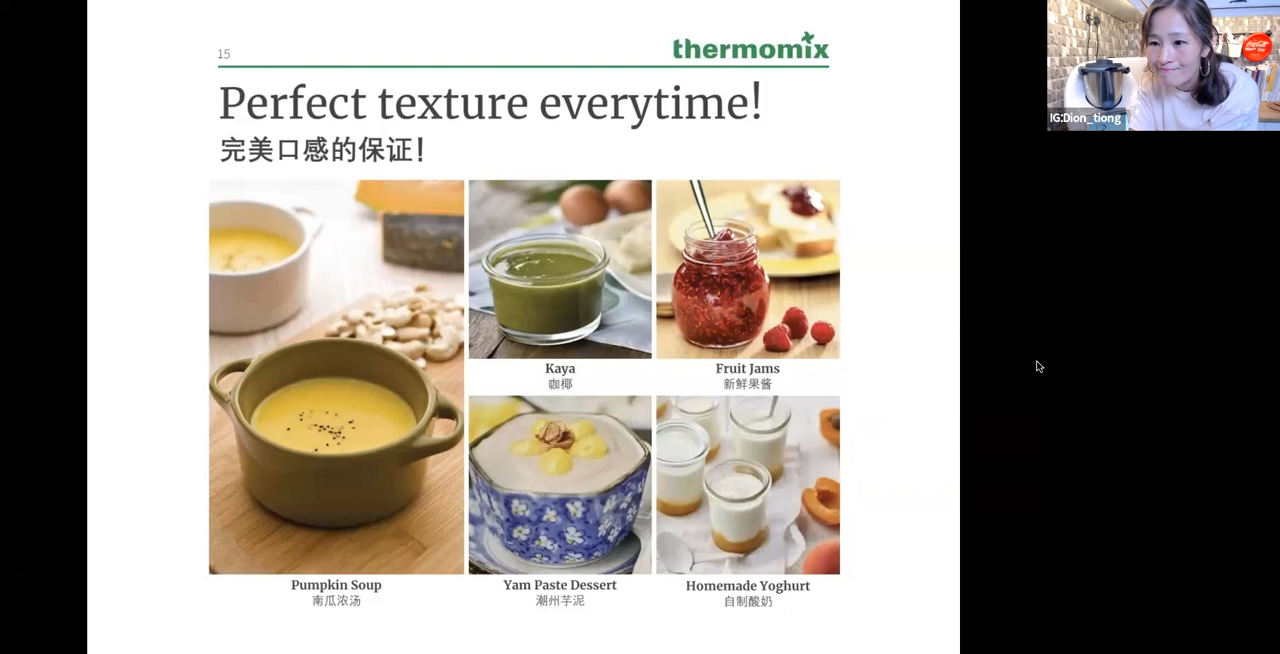 15
thermomix
Perfect texture everytime!
完美口感的保证!
Kaya
咖椰
Fruit Jams
新鲜果酱
Pumpkin Soup
南瓜浓汤
Yam Paste Dessert
潮州芋泥
Homemade Yoghurt
自制酸奶
IG:Dion_tiong
Coca-Cola